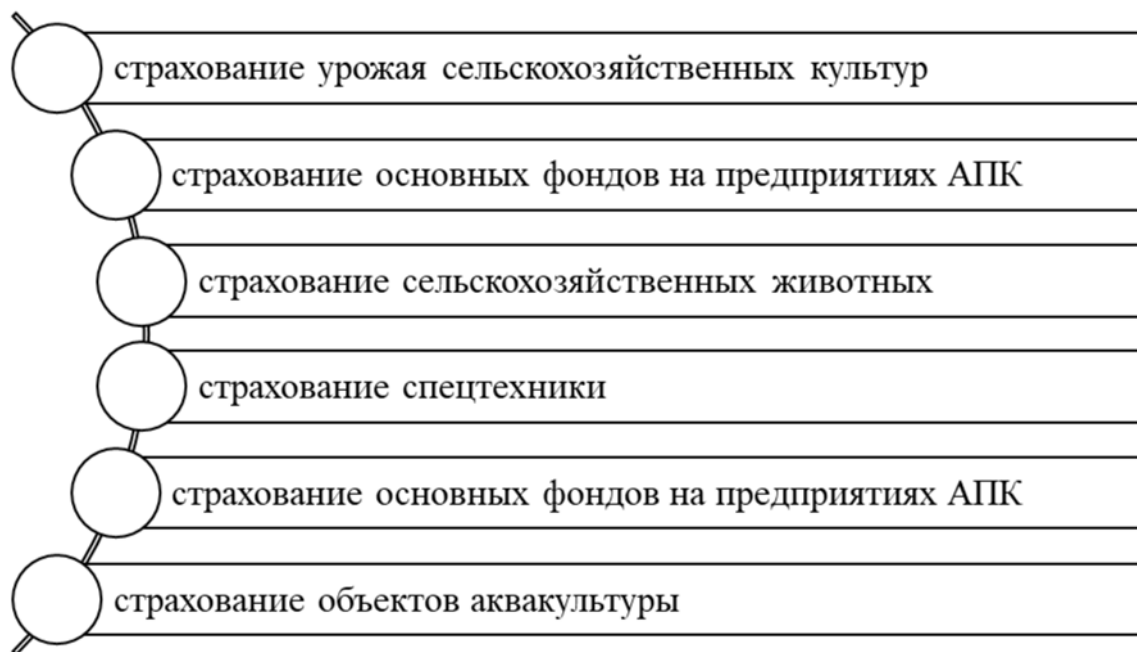 страхование урожая сельскохозяйственных культур
страхование основных фондов на предприятиях АПК
страхование сельскохозяйственных животных
страхование спецтехники
страхование основных фондов на предприятиях АПК
страхование объектов аквакультуры